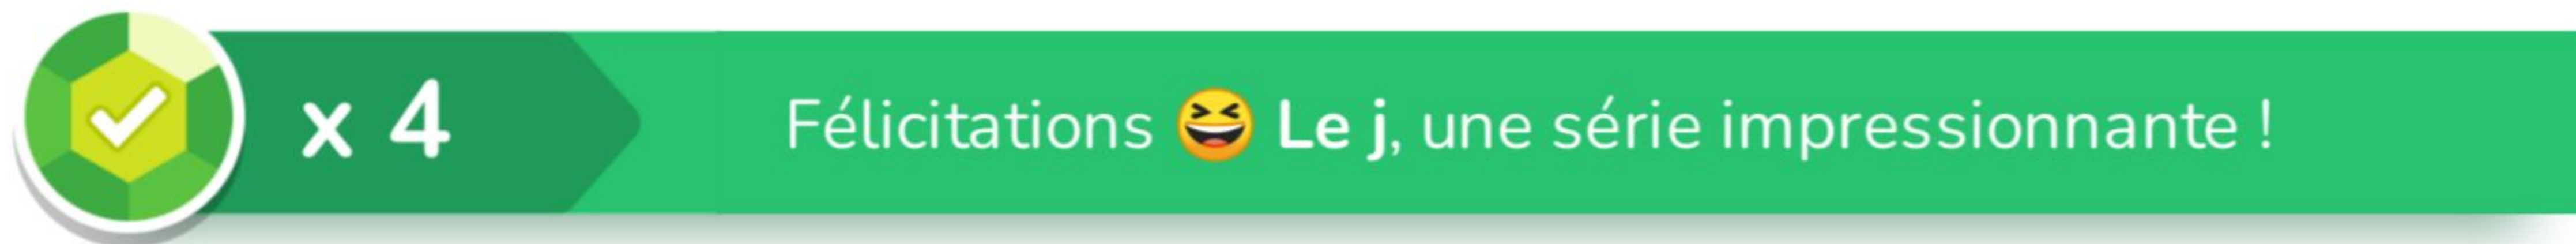 x 4 Félicitations 😆 Le j, une série impressionnante !